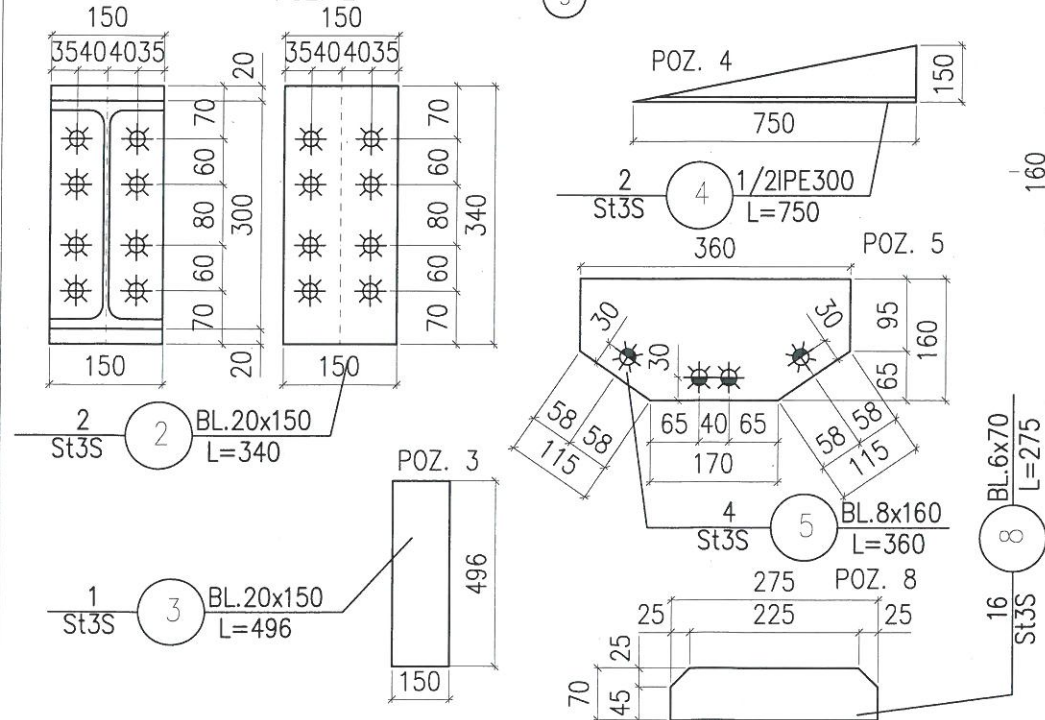 150
35 40 40 35
20
70
60
80
60
70
300
20
150
2
St3S
2
BL.20x150
L=340
150
35 40 40 35
70
60
80
60
70
340
150
POZ. 3
496
150
1
St3S
3
BL.20x150
L=496
POZ. 4
150
750
2
St3S
4
1/2IPE300
L=750
160
POZ. 5
360
30
30
30
95
65
160
58
58
115
65 40 65
170
58
58
115
4
St3S
5
BL.8x160
L=360
POZ. 8
275
25 225 25
25
45
70
16
St3S
8
BL.6x70
L=275